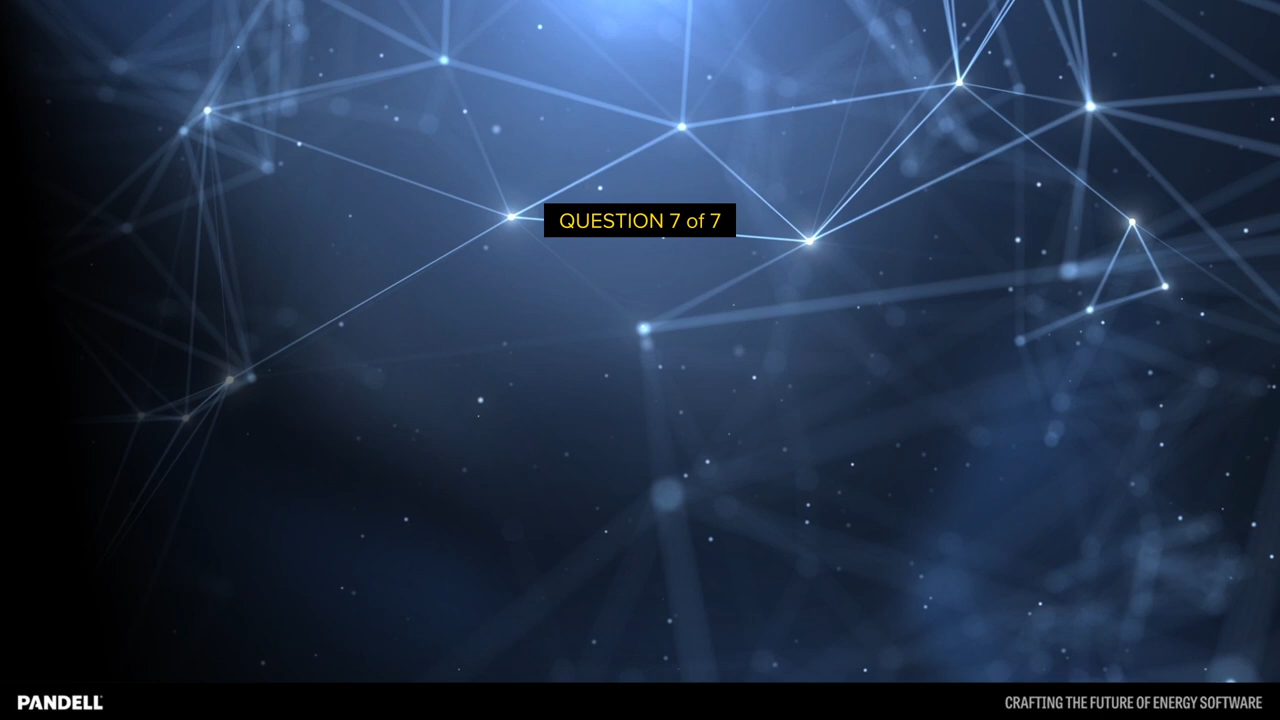 QUESTION 7 of 7
PANDELL
CRAFTING THE FUTURE OF ENERGY SOFTWARE